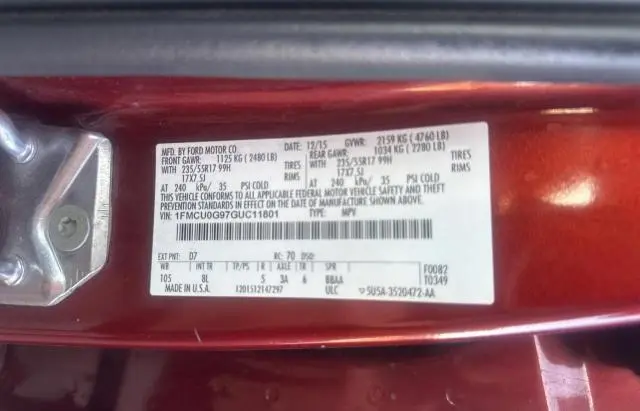 MFD. BY FORD MOTOR CO. DATE: 12/15 GVWR: 2159 KG ( 4760 LB)
FRONT GAWR: 1125 KG ( 2480 LB) REAR GAWR: 1034 KG ( 2280 LB)
WITH 235/55R17 99H TIRES WITH 235/55R17 99H TIRES
17X7.5J RIMS 17X7.5J RIMS
AT 240 kPa/ 35 PSI COLD AT 240 kPa/ 35 PSI COLD
THIS VEHICLE CONFORMS TO ALL APPLICABLE FEDERAL MOTOR VEHICLE SAFETY AND THEFT
PREVENTION STANDARDS IN EFFECT ON THE DATE OF MANUFACTURE SHOWN ABOVE.
VIN: 1FMCU0G97GUC11801 TYPE: MPV
EXT PNT: D7 RC: 70 DSO:
WB INT TR TP/PS R AXLE TR SPR F0082
105 8L 5 3A 6 BBAA T0349
MADE IN U.S.A. 1201512147297 ULC 5U5A-3520472-AA